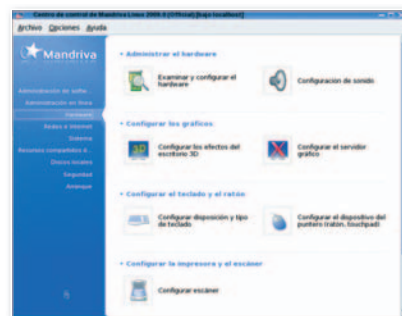 Centro de control de Mandriva Linux 2009.0 (Official) [bajo localhost]
Archivo Opciones Ayuda
Mandriva
Administración de softw...
Administración en línea
Hardware
Redes e Internet
Sistema
Recursos compartidos d...
Discos locales
Seguridad
Arranque
• Administrar el hardware
Examinar y configurar el
hardware
Configuración de sonido
• Configurar los gráficos
3D
Configurar los efectos del
escritorio 3D
X
Configurar el servidor
gráfico
• Configurar el teclado y el ratón
Configurar disposición y tipo
de teclado
Configurar el dispositivo del
puntero (ratón, touchpad)
• Configurar la impresora y el escáner
Configurar escáner